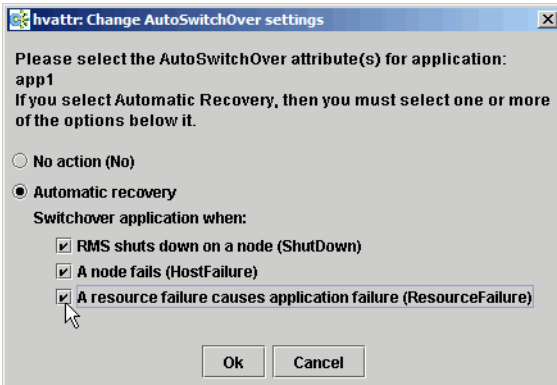 hvattr: Change AutoSwitchOver settings
Please select the AutoSwitchOver attribute(s) for application:
app1
If you select Automatic Recovery, then you must select one or more
of the options below it.
No action (No)
Automatic recovery
Switchover application when:
RMS shuts down on a node (ShutDown)
A node fails (HostFailure)
A resource failure causes application failure (ResourceFailure)
Ok Cancel